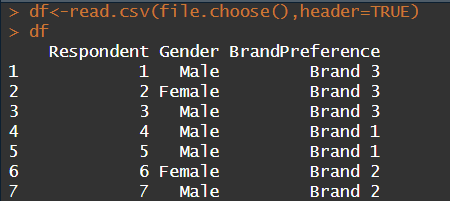 > df<-read.csv(file.choose(),header=TRUE)
> df
  Respondent Gender BrandPreference
1          1   Male         Brand 3
2          2 Female         Brand 3
3          3   Male         Brand 3
4          4   Male         Brand 1
5          5   Male         Brand 1
6          6 Female         Brand 2
7          7   Male         Brand 2